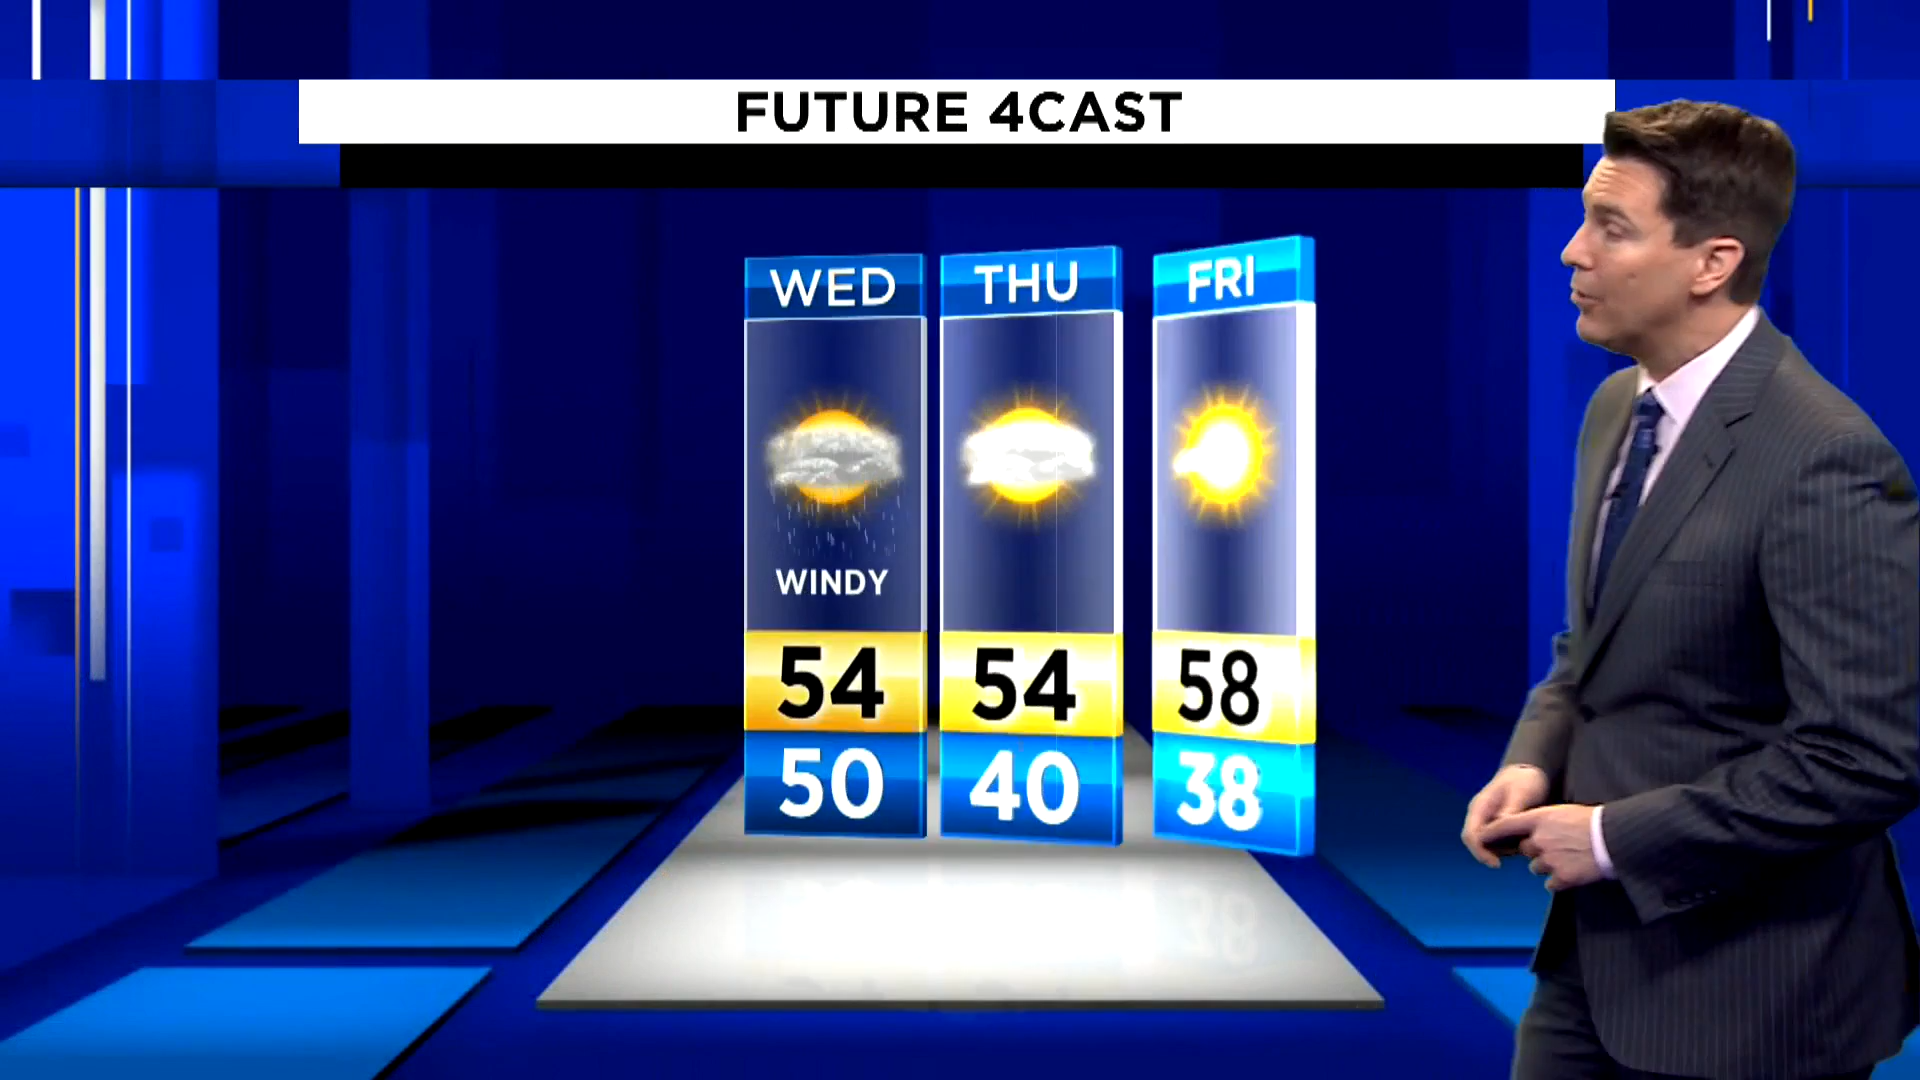 FUTURE 4CAST
WED THU FRI
WINDY
54 54 58
50 40 38